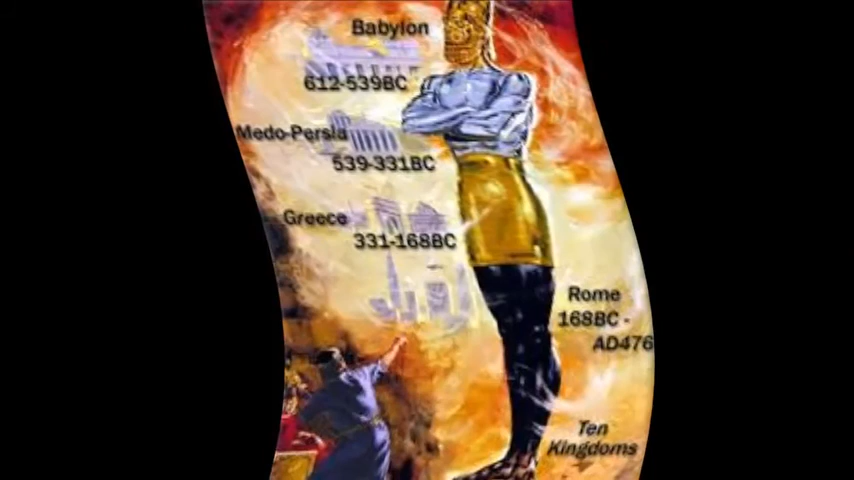 Babylon
612-539BC
Medo-Persia
539-331BC
Greece
331-168BC
Rome
168BC -
AD476
Ten
Kingdoms